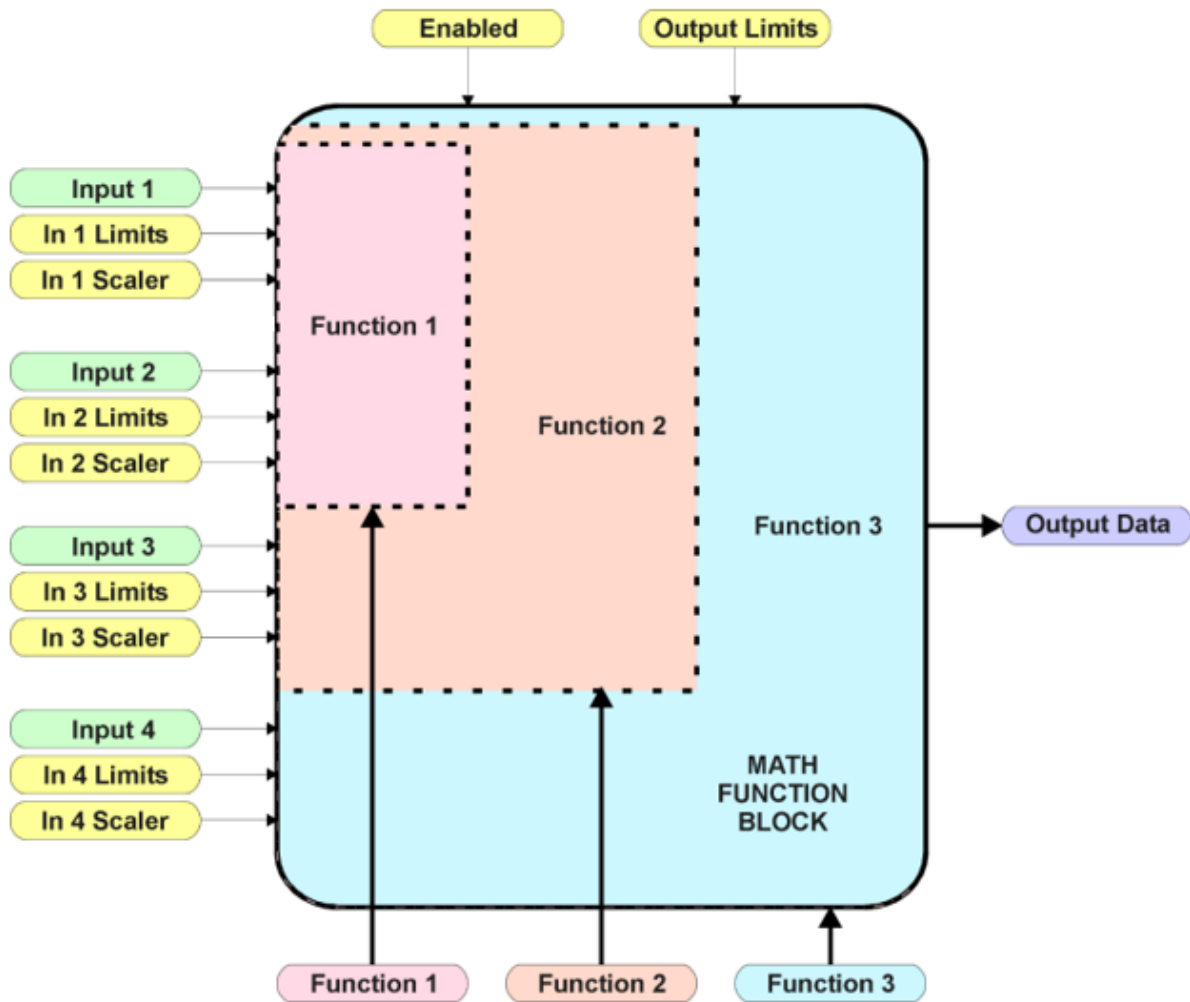 Enabled
Output Limits
Input 1
In 1 Limits
In 1 Scaler
Function 1
Input 2
In 2 Limits
In 2 Scaler
Function 2
Input 3
In 3 Limits
In 3 Scaler
Function 3
Output Data
Input 4
In 4 Limits
In 4 Scaler
MATH
FUNCTION
BLOCK
Function 1
Function 2
Function 3